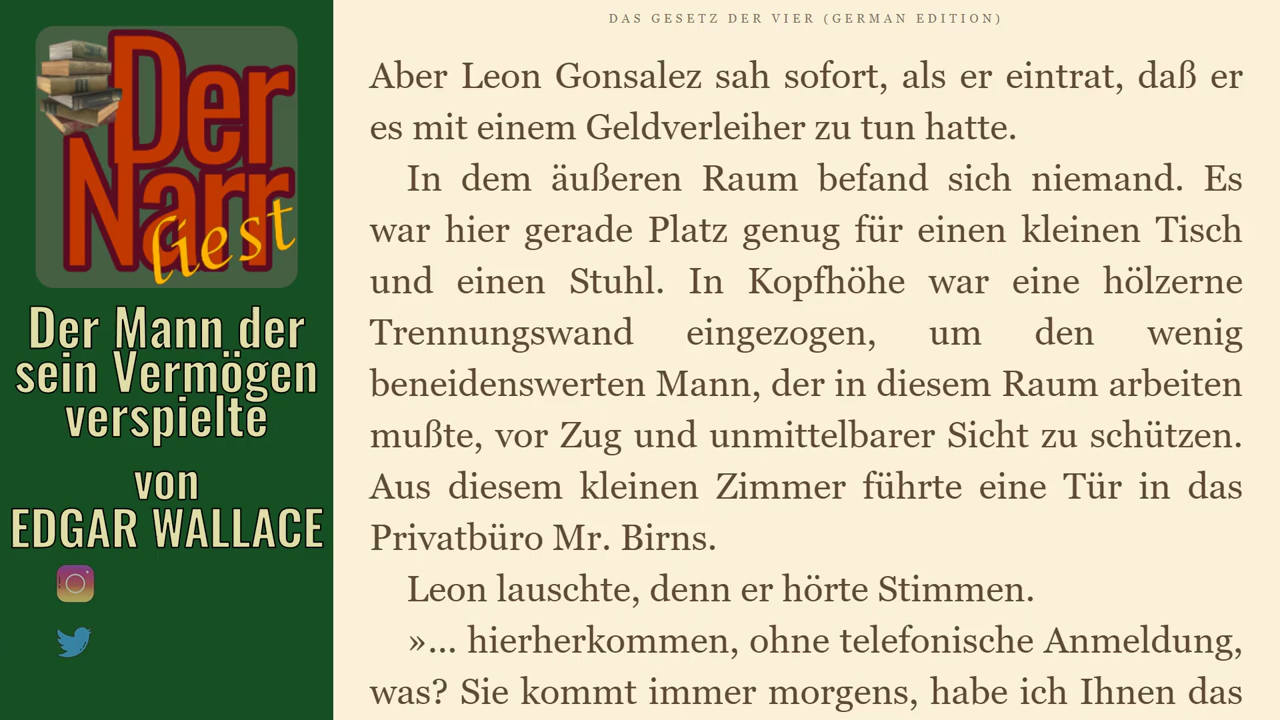 Der
Narr
liest
Der Mann der
sein Vermögen
verspielte
von
EDGAR WALLACE
DAS GESETZ DER VIER (GERMAN EDITION)
Aber Leon Gonsalez sah sofort, als er eintrat, daß er
es mit einem Geldverleiher zu tun hatte.
In dem äußeren Raum befand sich niemand. Es
war hier gerade Platz genug für einen kleinen Tisch
und einen Stuhl. In Kopfhöhe war eine hölzerne
Trennungswand eingezogen, um den wenig
beneidenswerten Mann, der in diesem Raum arbeiten
mußte, vor Zug und unmittelbarer Sicht zu schützen.
Aus diesem kleinen Zimmer führte eine Tür in das
Privatbüro Mr. Birns.
Leon lauschte, denn er hörte Stimmen.
»... hierherkommen, ohne telefonische Anmeldung,
was? Sie kommt immer morgens, habe ich Ihnen das